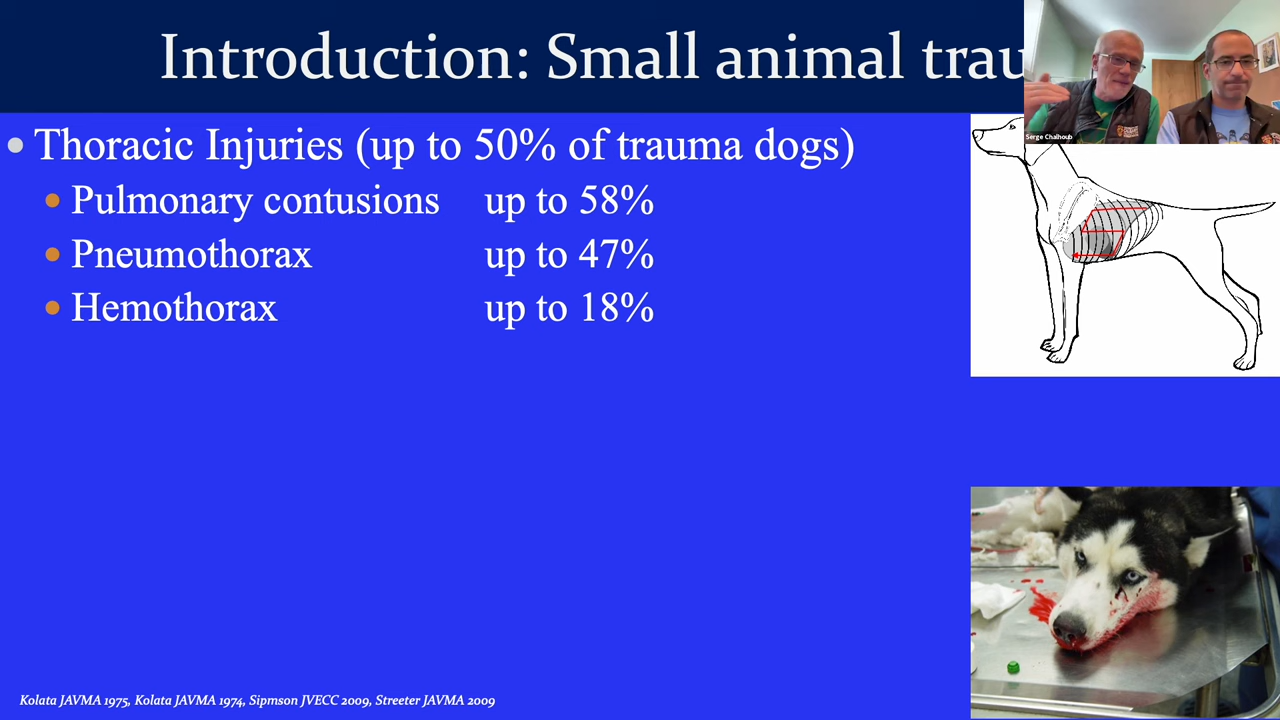 Introduction: Small animal trau
Serge Chalhoub
Thoracic Injuries (up to 50% of trauma dogs)
Pulmonary contusions up to 58%
Pneumothorax up to 47%
Hemothorax up to 18%
Kolata JAVMA 1975, Kolata JAVMA 1974, Sipmson JVECC 2009, Streeter JAVMA 2009